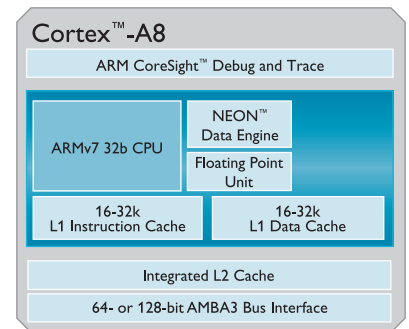 Cortex™-A8
ARM CoreSight™ Debug and Trace
ARMv7 32b CPU
NEON™
Data Engine
Floating Point
Unit
16-32k
L1 Instruction Cache
16-32k
L1 Data Cache
Integrated L2 Cache
64- or 128-bit AMBA3 Bus Interface